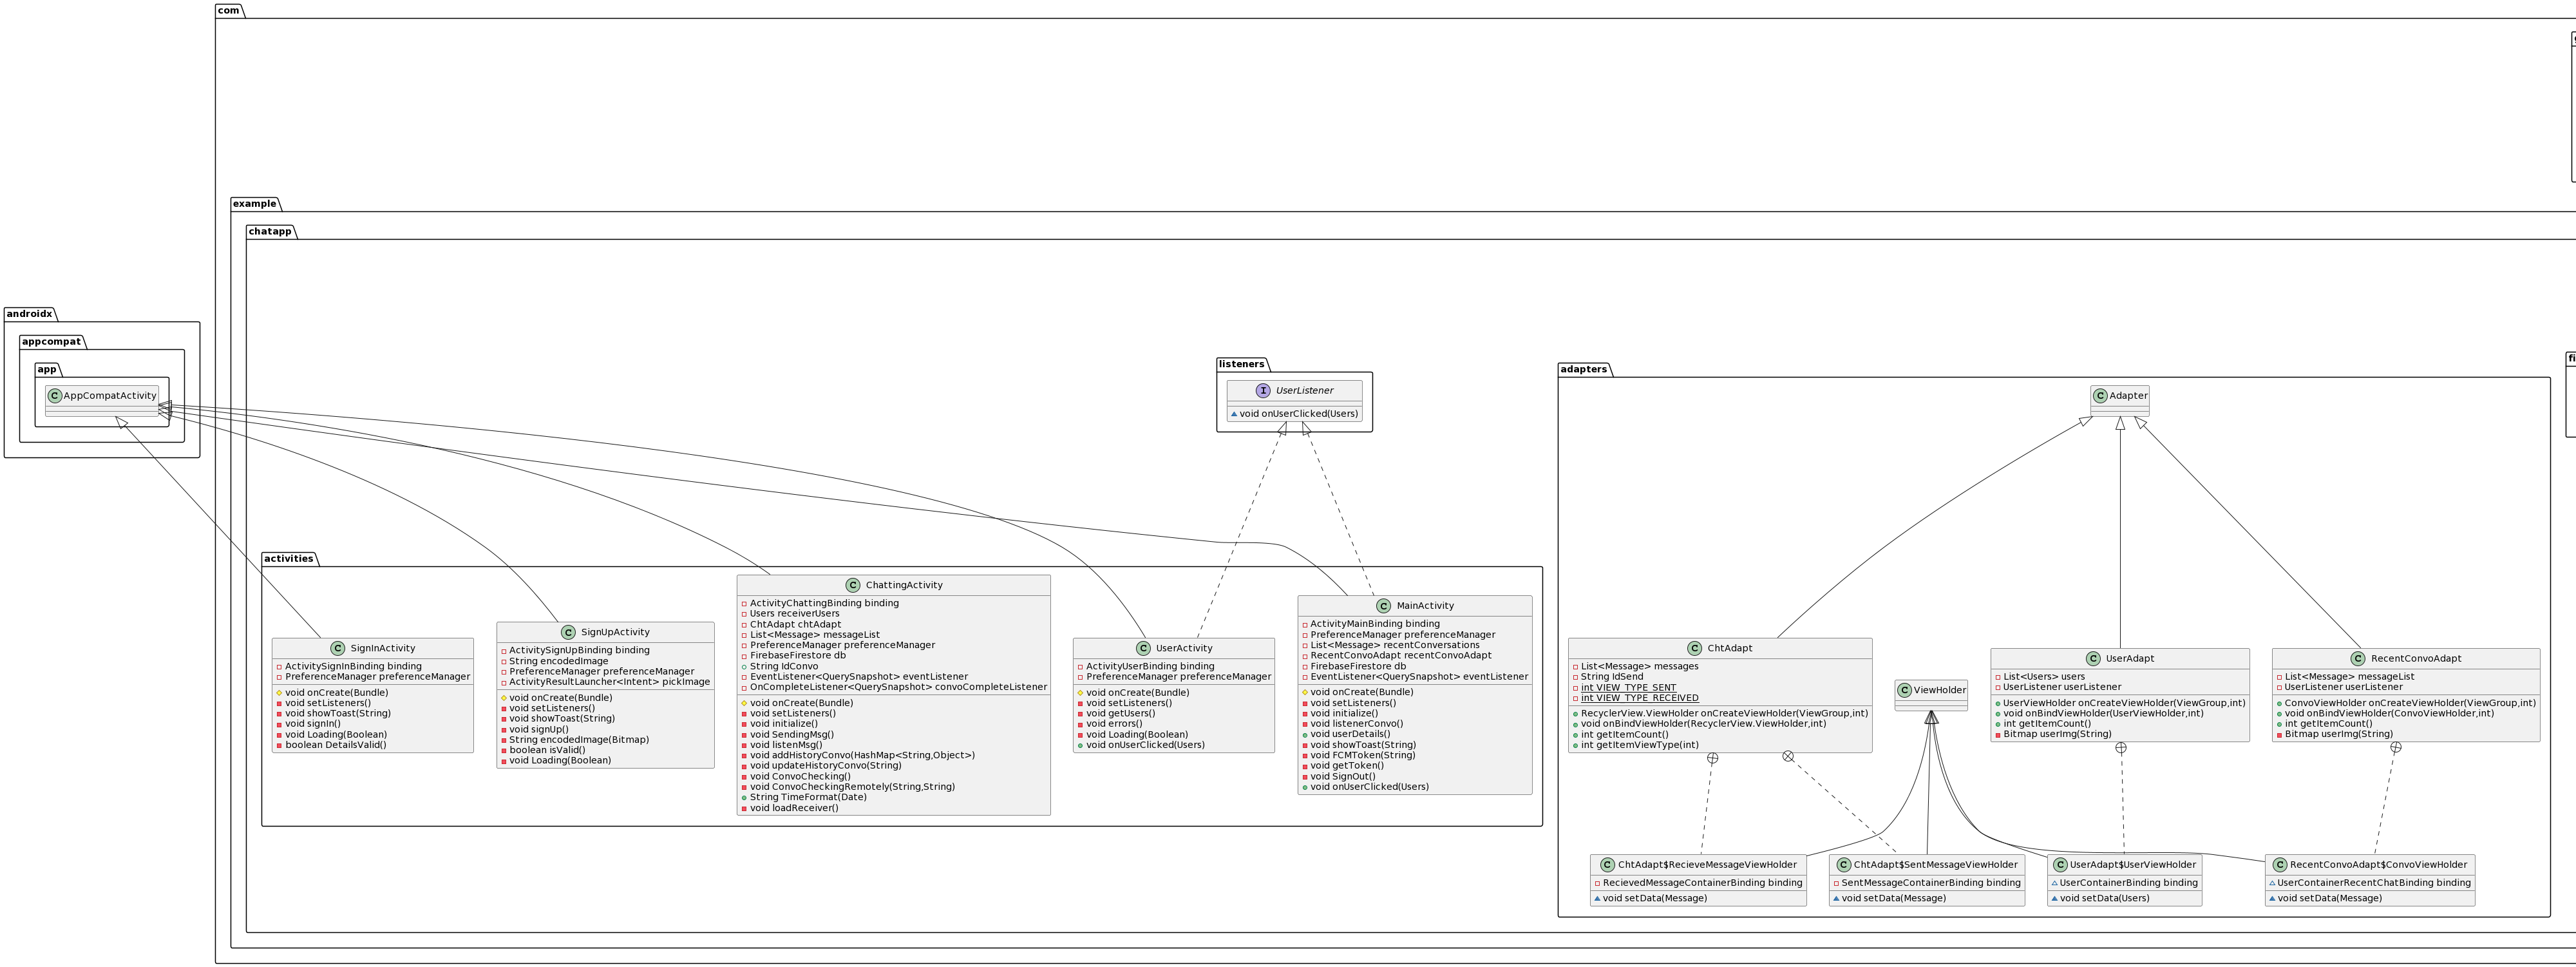 com
example
chatapp
androidx
appcompat
app
AppCompatActivity
listeners
UserListener
void onUserClicked(Users)
activities
SignInActivity
ActivitySignInBinding binding
PreferenceManager preferenceManager
void onCreate(Bundle)
void setListeners()
void showToast(String)
void signIn()
void Loading(Boolean)
boolean DetailsValid()
SignUpActivity
ActivitySignUpBinding binding
String encodedImage
PreferenceManager preferenceManager
ActivityResultLauncher<Intent> pickImage
void onCreate(Bundle)
void setListeners()
void showToast(String)
void signUp()
String encodedImage(Bitmap)
boolean isValid()
void Loading(Boolean)
ChattingActivity
ActivityChattingBinding binding
Users receiverUsers
ChtAdapt chtAdapt
List<Message> messageList
PreferenceManager preferenceManager
FirebaseFirestore db
String IdConvo
EventListener<QuerySnapshot> eventListener
OnCompleteListener<QuerySnapshot> convoCompleteListener
void onCreate(Bundle)
void setListeners()
void initialize()
void SendingMsg()
void listenMsg()
void addHistoryConvo(HashMap<String,Object>)
void updateHistoryConvo(String)
void ConvoChecking()
void ConvoCheckingRemotely(String,String)
String TimeFormat(Date)
void loadReceiver()
UserActivity
ActivityUserBinding binding
PreferenceManager preferenceManager
void onCreate(Bundle)
void setListeners()
void getUsers()
void errors()
void Loading(Boolean)
void onUserClicked(Users)
MainActivity
ActivityMainBinding binding
PreferenceManager preferenceManager
List<Message> recentConversations
RecentConvoAdapt recentConvoAdapt
FirebaseFirestore db
EventListener<QuerySnapshot> eventListener
void onCreate(Bundle)
void setListeners()
void initialize()
void listenerConvo()
void userDetails()
void showToast(String)
void FCMToken(String)
void getToken()
void SignOut()
void onUserClicked(Users)
adapters
Adapter
ChtAdapt
List<Message> messages
String IdSend
int VIEW_TYPE_SENT
int VIEW_TYPE_RECEIVED
RecyclerView.ViewHolder onCreateViewHolder(ViewGroup,int)
void onBindViewHolder(RecyclerView.ViewHolder,int)
int getItemCount()
int getItemViewType(int)
ViewHolder
UserAdapt
List<Users> users
UserListener userListener
UserViewHolder onCreateViewHolder(ViewGroup,int)
void onBindViewHolder(UserViewHolder,int)
int getItemCount()
Bitmap userImg(String)
RecentConvoAdapt
List<Message> messageList
UserListener userListener
ConvoViewHolder onCreateViewHolder(ViewGroup,int)
void onBindViewHolder(ConvoViewHolder,int)
int getItemCount()
Bitmap userImg(String)
ChtAdapt$RecieveMessageViewHolder
RecievedMessageContainerBinding binding
void setData(Message)
ChtAdapt$SentMessageViewHolder
SentMessageContainerBinding binding
void setData(Message)
UserAdapt$UserViewHolder
UserContainerBinding binding
void setData(Users)
RecentConvoAdapt$ConvoViewHolder
UserContainerRecentChatBinding binding
void setData(Message)